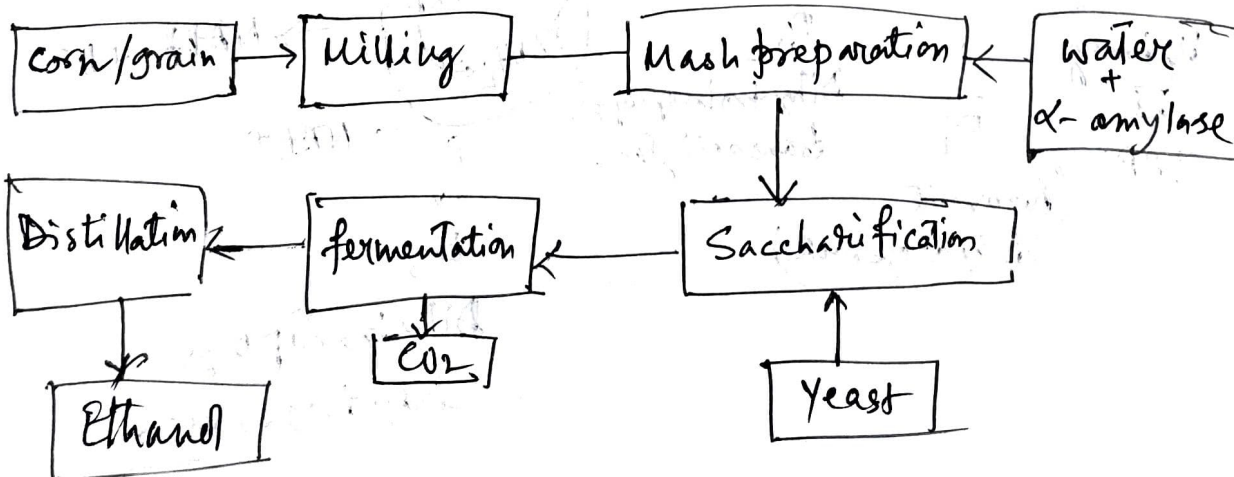 Corn/grain
Milling
Mash preparation
water
+
α-amylase
Saccharification
Yeast
fermentation
CO2
Distillation
Ethanol